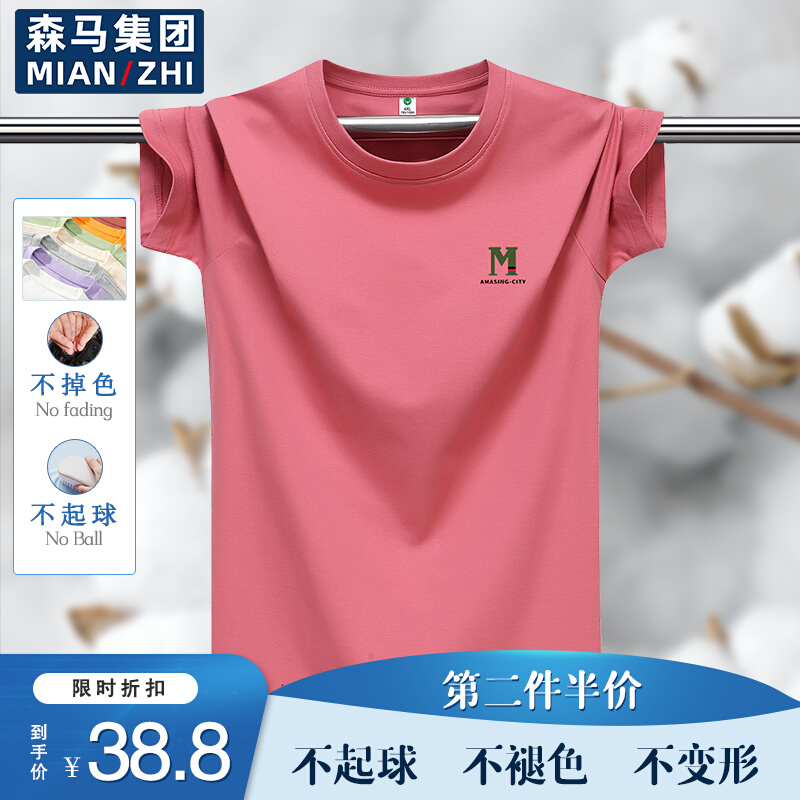 森马集团
MIAN/ZHI
4XL
M
AMASING-CITY
不掉色
No fading
不起球
No Ball
限时折扣
到手价
¥38.8
第二件半价
不起球 不褪色 不变形